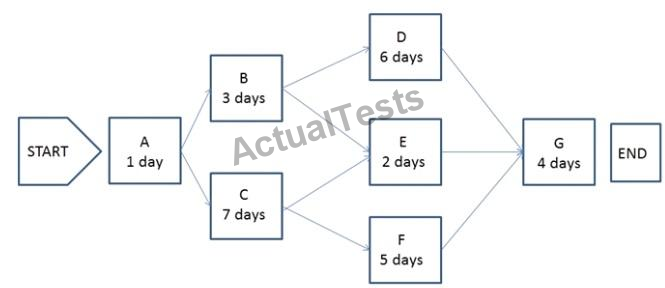 START
A
1 day
B
3 days
C
7 days
D
6 days
E
2 days
F
5 days
G
4 days
END
ActualTests